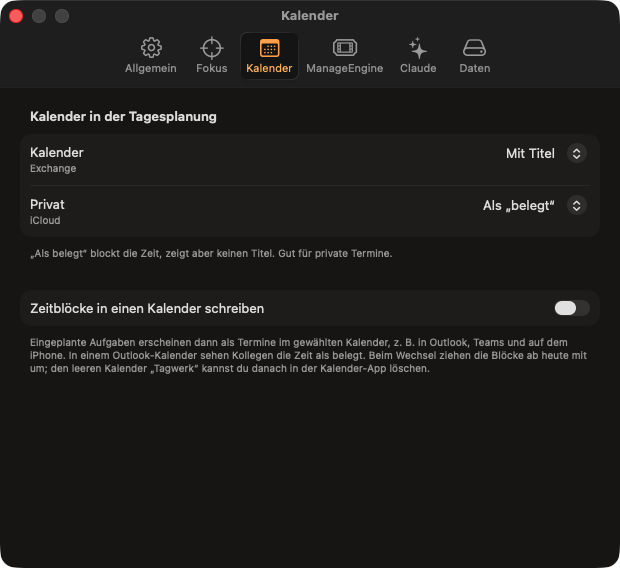 Kalender
Allgemein
Fokus
Kalender
ManageEngine
Claude
Daten
Kalender in der Tagesplanung
Kalender
Exchange
Mit Titel
Privat
iCloud
Als „belegt“
„Als belegt“ blockt die Zeit, zeigt aber keinen Titel. Gut für private Termine.
Zeitblöcke in einen Kalender schreiben
Eingeplante Aufgaben erscheinen dann als Termine im gewählten Kalender, z. B. in Outlook, Teams und auf dem
iPhone. In einem Outlook-Kalender sehen Kollegen die Zeit als belegt. Beim Wechsel ziehen die Blöcke ab heute mit
um; den leeren Kalender „Tagwerk“ kannst du danach in der Kalender-App löschen.